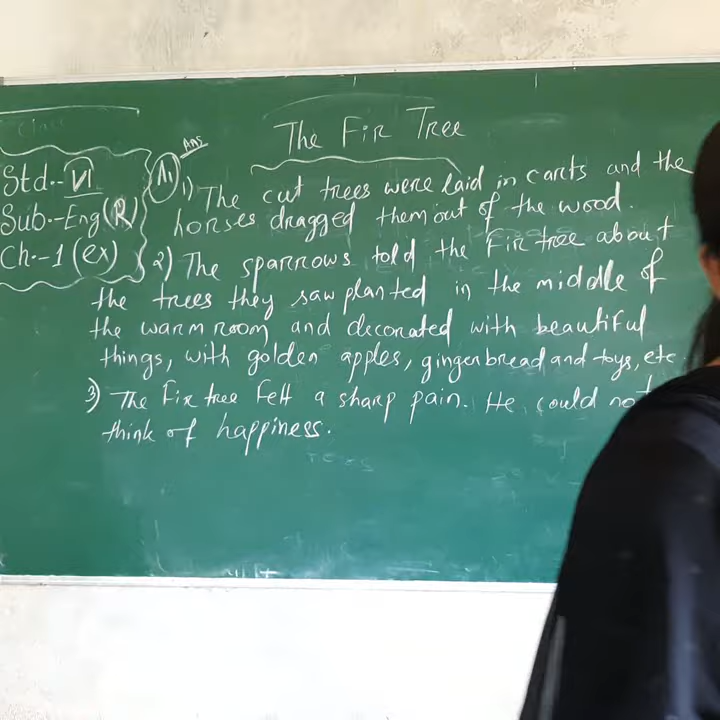 The Fir Tree
Std.- VI
Sub.- Eng (R)
Ch.-1 (ex)
Ans
A.
1) The cut trees were laid in carts and the
horses dragged them out of the wood.
2) The sparrows told the Fir tree about
the trees they saw planted in the middle of
the warm room and decorated with beautiful
things, with golden apples, gingerbread and toys, etc.
3) The Fir tree felt a sharp pain. He could not
think of happiness.